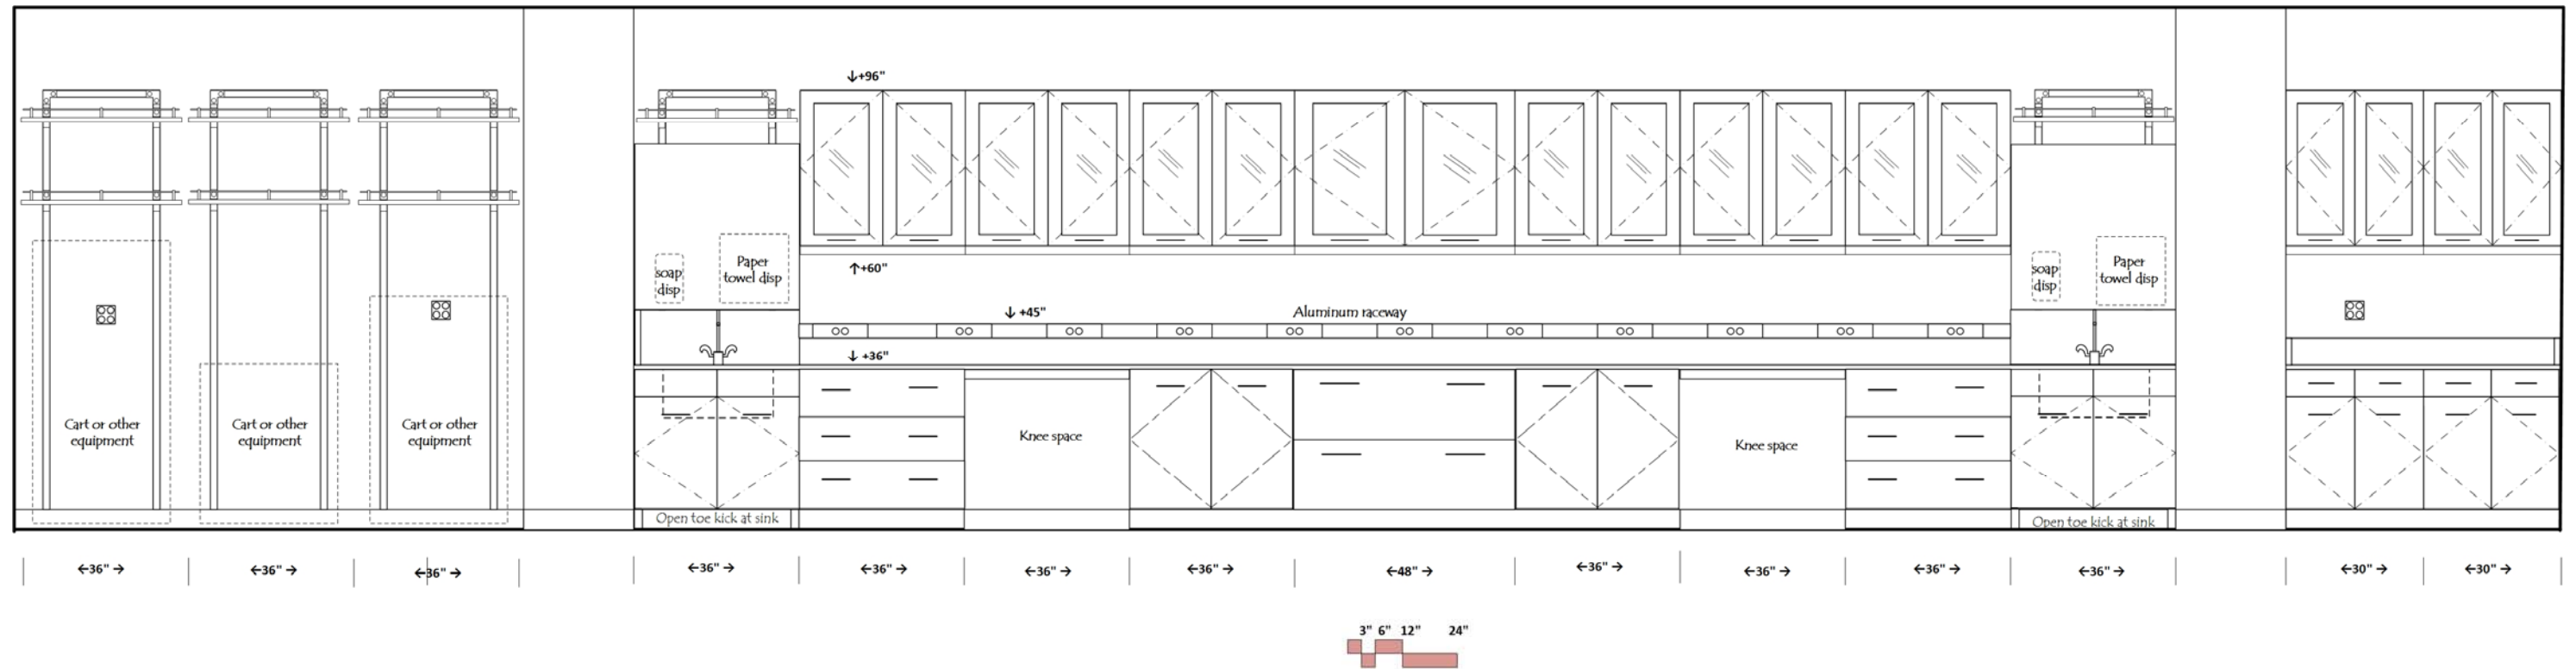 ↓+96"
soap
disp
Paper
towel disp
↑+60"
soap
disp
Paper
towel disp
↓ +45"
Aluminum raceway
↓ +36"
Cart or other
equipment
Cart or other
equipment
Cart or other
equipment
Knee space
Knee space
Open toe kick at sink
Open toe kick at sink
←36" →
←36" →
←36" →
←36" →
←36" →
←36" →
←36" →
←48" →
←36" →
←36" →
←36" →
←36" →
←30" →
←30" →
3" 6" 12" 24"